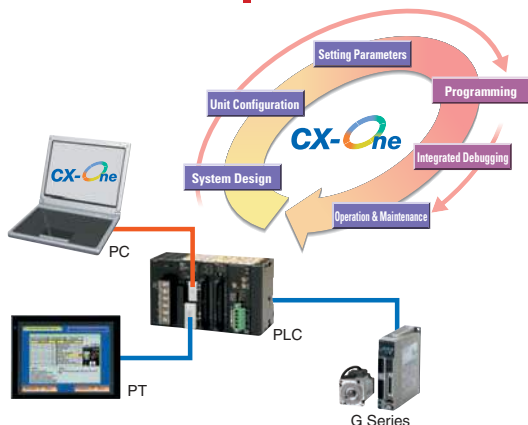 Setting Parameters
Programming
Unit Configuration
CX-One
Integrated Debugging
System Design
CX-One
Operation & Maintenance
PC
PLC
PT
G Series